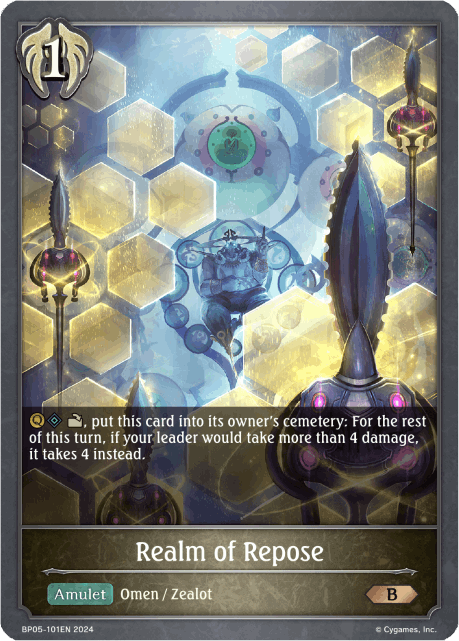 1
Q, put this card into its owner's cemetery: For the rest
of this turn, if your leader would take more than 4 damage,
it takes 4 instead.
Realm of Repose
Amulet Omen / Zealot B
BP05-101EN 2024 © Cygames, Inc.